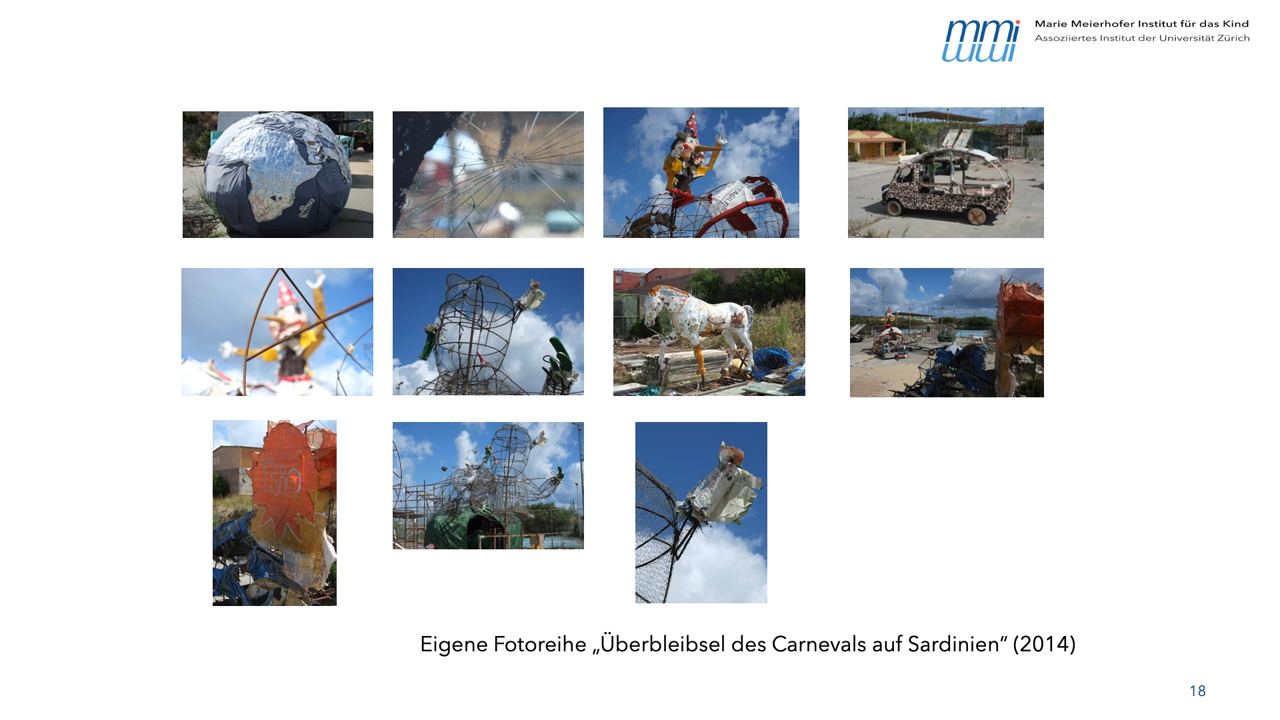 mmi
Marie Meierhofer Institut für das Kind
Assoziiertes Institut der Universität Zürich
Eigene Fotoreihe „Überbleibsel des Carnevals auf Sardinien“ (2014)
18